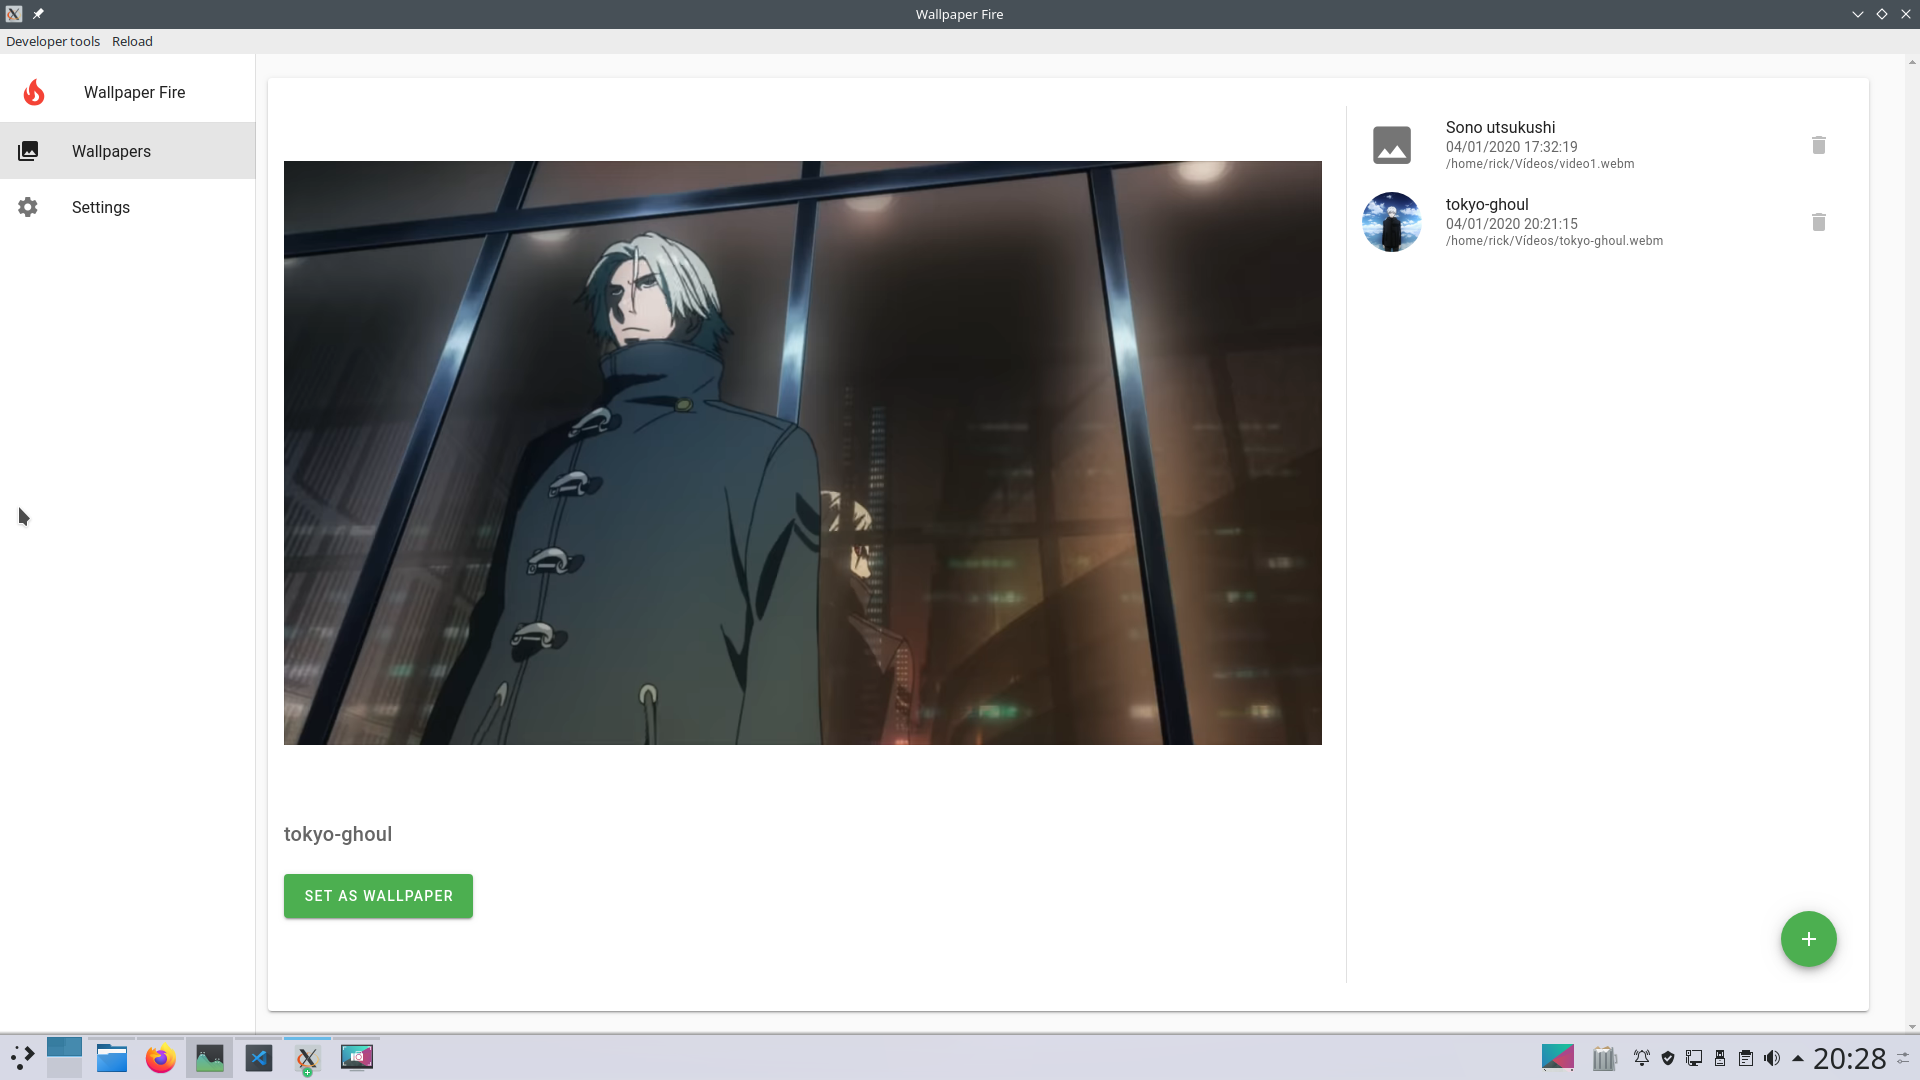 Wallpaper Fire
Developer tools Reload
Wallpaper Fire
Wallpapers
Settings
tokyo-ghoul
SET AS WALLPAPER
Sono utsukushi
04/01/2020 17:32:19
/home/rick/Vídeos/video1.webm
tokyo-ghoul
04/01/2020 20:21:15
/home/rick/Vídeos/tokyo-ghoul.webm
20:28